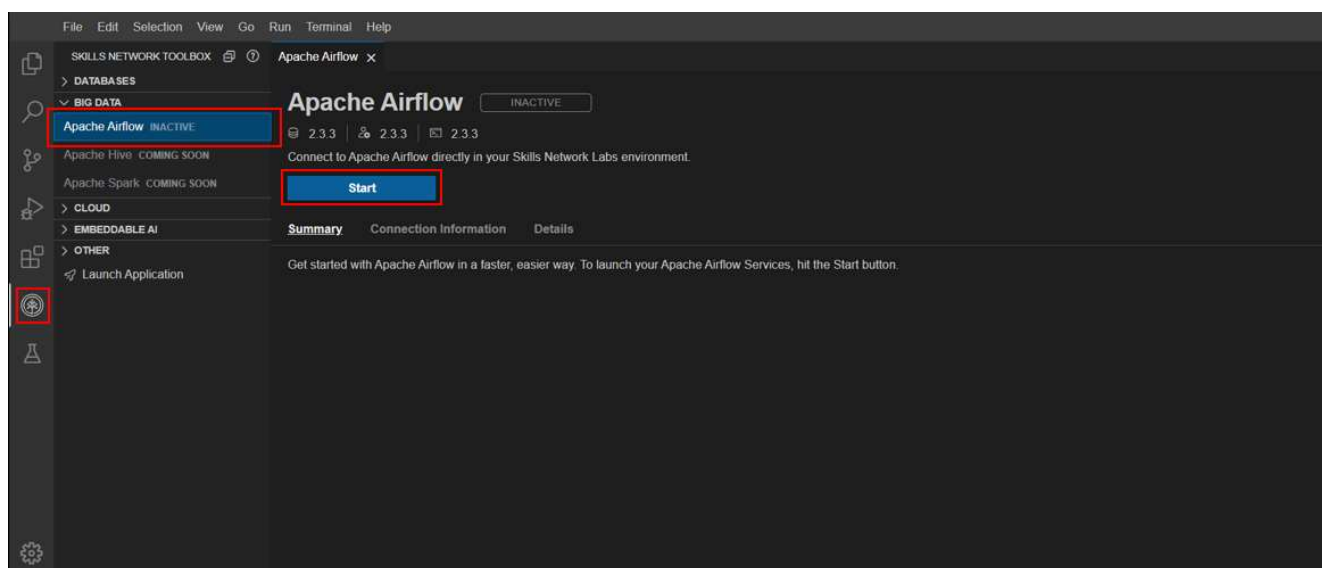 File Edit Selection View Go Run Terminal Help
SKILLS NETWORK TOOLBOX
DATABASES
BIG DATA
Apache Airflow INACTIVE
Apache Hive COMING SOON
Apache Spark COMING SOON
CLOUD
EMBEDDABLE AI
OTHER
Launch Application
Apache Airflow
Apache Airflow INACTIVE
2.3.3 2.3.3 2.3.3
Connect to Apache Airflow directly in your Skills Network Labs environment.
Start
Summary Connection Information Details
Get started with Apache Airflow in a faster, easier way. To launch your Apache Airflow Services, hit the Start button.